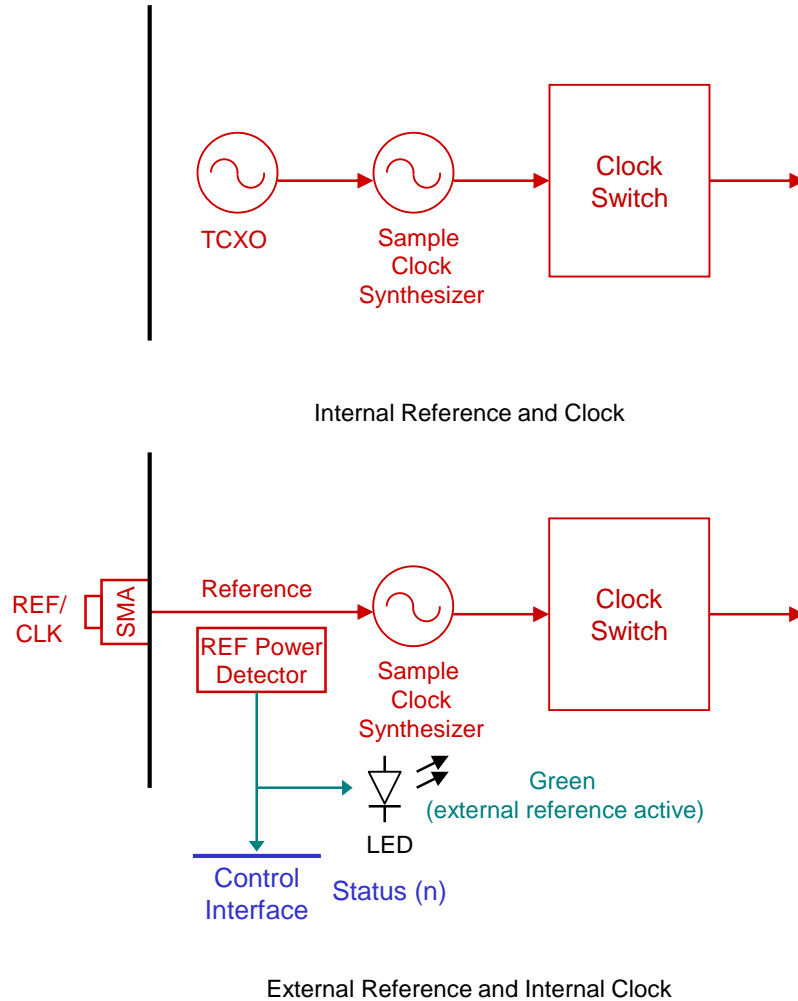 TCXO
Sample
Clock
Synthesizer
Clock
Switch
Internal Reference and Clock
REF/
CLK
SMA
Reference
REF Power
Detector
Sample
Clock
Synthesizer
Clock
Switch
LED
Green
(external reference active)
Control
Interface
Status (n)
External Reference and Internal Clock